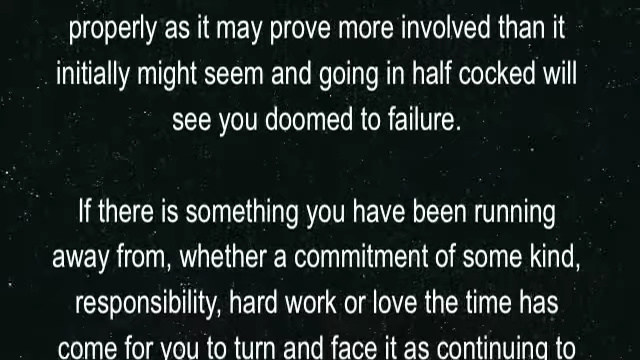 properly as it may prove more involved than it
initially might seem and going in half cocked will
see you doomed to failure.
If there is something you have been running
away from, whether a commitment of some kind,
responsibility, hard work or love the time has
come for you to turn and face it as continuing to